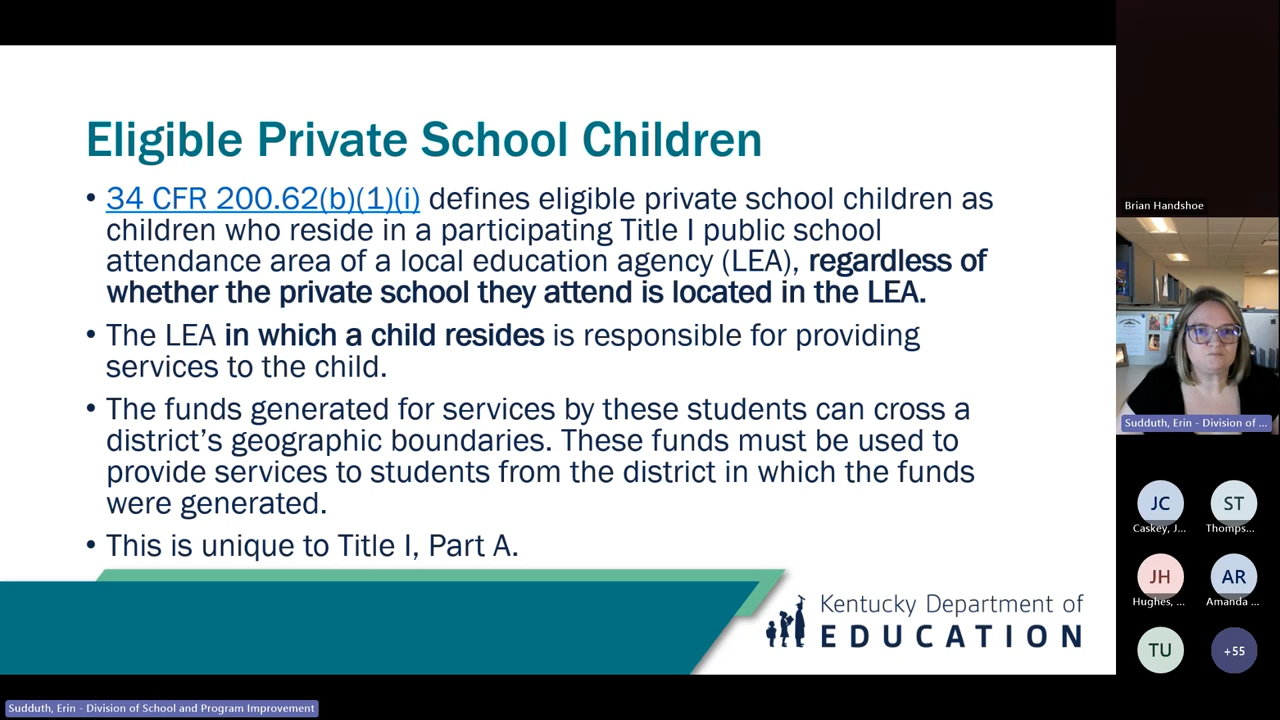 Eligible Private School Children
• 34 CFR 200.62(b)(1)(i) defines eligible private school children as
children who reside in a participating Title I public school
attendance area of a local education agency (LEA), regardless of
whether the private school they attend is located in the LEA.
• The LEA in which a child resides is responsible for providing
services to the child.
• The funds generated for services by these students can cross a
district’s geographic boundaries. These funds must be used to
provide services to students from the district in which the funds
were generated.
• This is unique to Title I, Part A.
Kentucky Department of
EDUCATION
Brian Handshoe
Sudduth, Erin - Division of ...
JC
ST
Caskey, J...
Thomps...
JH
AR
Hughes, ...
Amanda ...
TU
+55
Sudduth, Erin - Division of School and Program Improvement